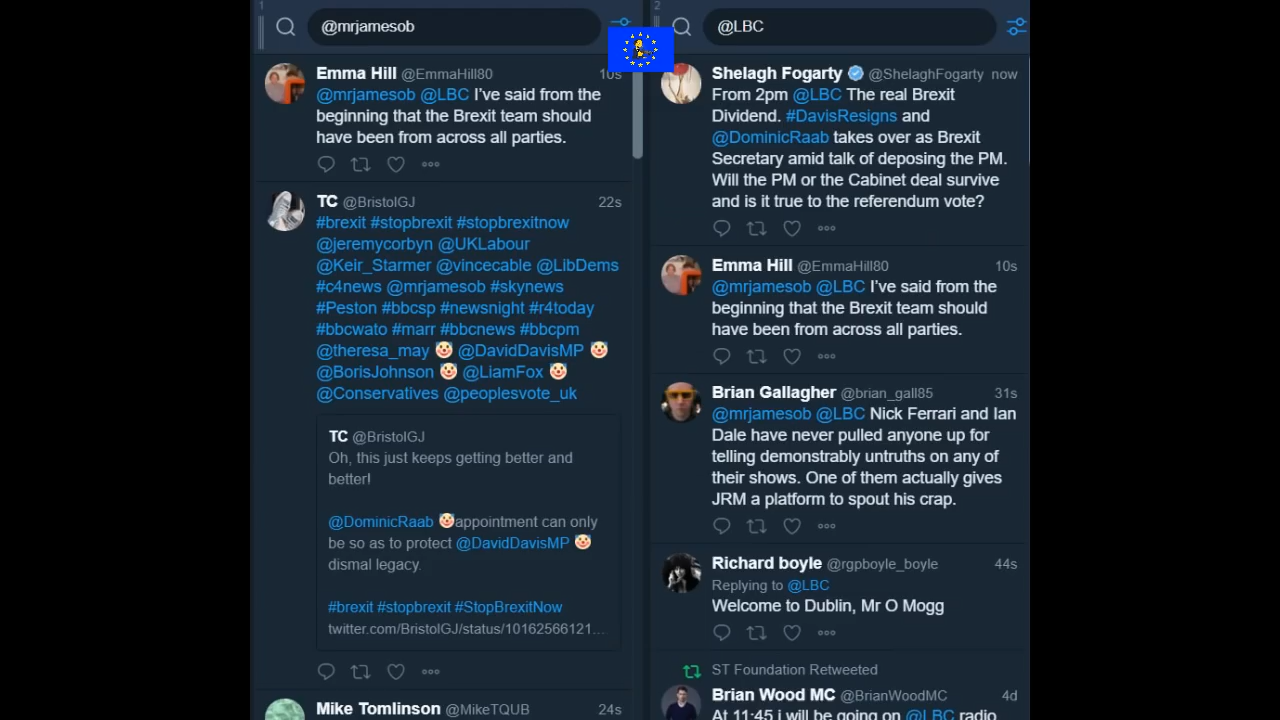 1
@mrjamesob
Emma Hill @EmmaHill80 10s
@mrjamesob @LBC I've said from the
beginning that the Brexit team should
have been from across all parties.
TC @BristolGJ 22s
#brexit #stopbrexit #stopbrexitnow
@jeremycorbyn @UKLabour
@Keir_Starmer @vincecable @LibDems
#c4news @mrjamesob #skynews
#Peston #bbcsp #newsnight #r4today
#bbcwato #marr #bbcnews #bbcpm
@theresa_may 🤡 @DavidDavisMP 🤡
@BorisJohnson 🤡 @LiamFox 🤡
@Conservatives @peoplesvote_uk
TC @BristolGJ
Oh, this just keeps getting better and
better!
@DominicRaab 🤡appointment can only
be so as to protect @DavidDavisMP 🤡
dismal legacy.
#brexit #stopbrexit #StopBrexitNow
twitter.com/BristolGJ/status/10162566121...
Mike Tomlinson @MikeTQUB 24s
2
@LBC
Shelagh Fogarty @ShelaghFogarty now
From 2pm @LBC The real Brexit
Dividend. #DavisResigns and
@DominicRaab takes over as Brexit
Secretary amid talk of deposing the PM.
Will the PM or the Cabinet deal survive
and is it true to the referendum vote?
Emma Hill @EmmaHill80 10s
@mrjamesob @LBC I've said from the
beginning that the Brexit team should
have been from across all parties.
Brian Gallagher @brian_gall85 31s
@mrjamesob @LBC Nick Ferrari and Ian
Dale have never pulled anyone up for
telling demonstrably untruths on any of
their shows. One of them actually gives
JRM a platform to spout his crap.
Richard boyle @rgpboyle_boyle 44s
Replying to @LBC
Welcome to Dublin, Mr O Mogg
ST Foundation Retweeted
Brian Wood MC @BrianWoodMC 4d
At 11:45 i will be going on @LBC radio